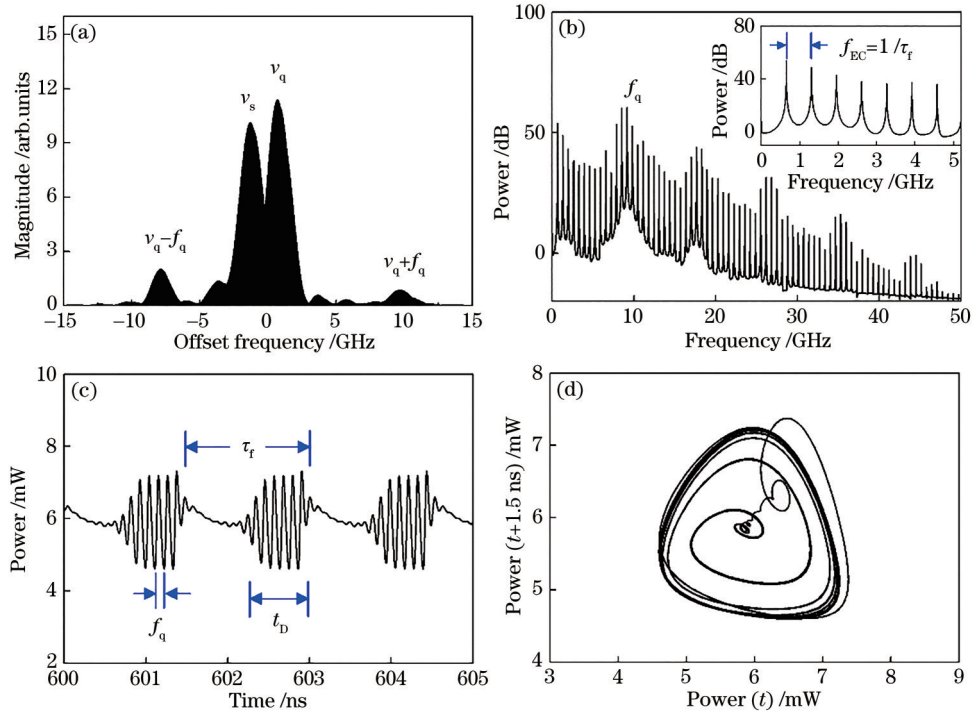 (a)
Magnitude /arb.units
15
12
9
6
3
0
ν_s
ν_q
ν_q−f_q
ν_q+f_q
−15 −10 −5 0 5 10 15
Offset frequency /GHz
(b)
Power /dB
100
50
0
f_q
0 10 20 30 40 50
Frequency /GHz
Power /dB
80
40
0
f_EC=1/τ_f
0 1 2 3 4 5
Frequency /GHz
(c)
Power /mW
10
8
6
4
2
τ_f
f_q
t_D
600 601 602 603 604 605
Time /ns
(d)
Power (t+1.5 ns) /mW
8
7
6
5
4
3 4 5 6 7 8 9
Power (t) /mW